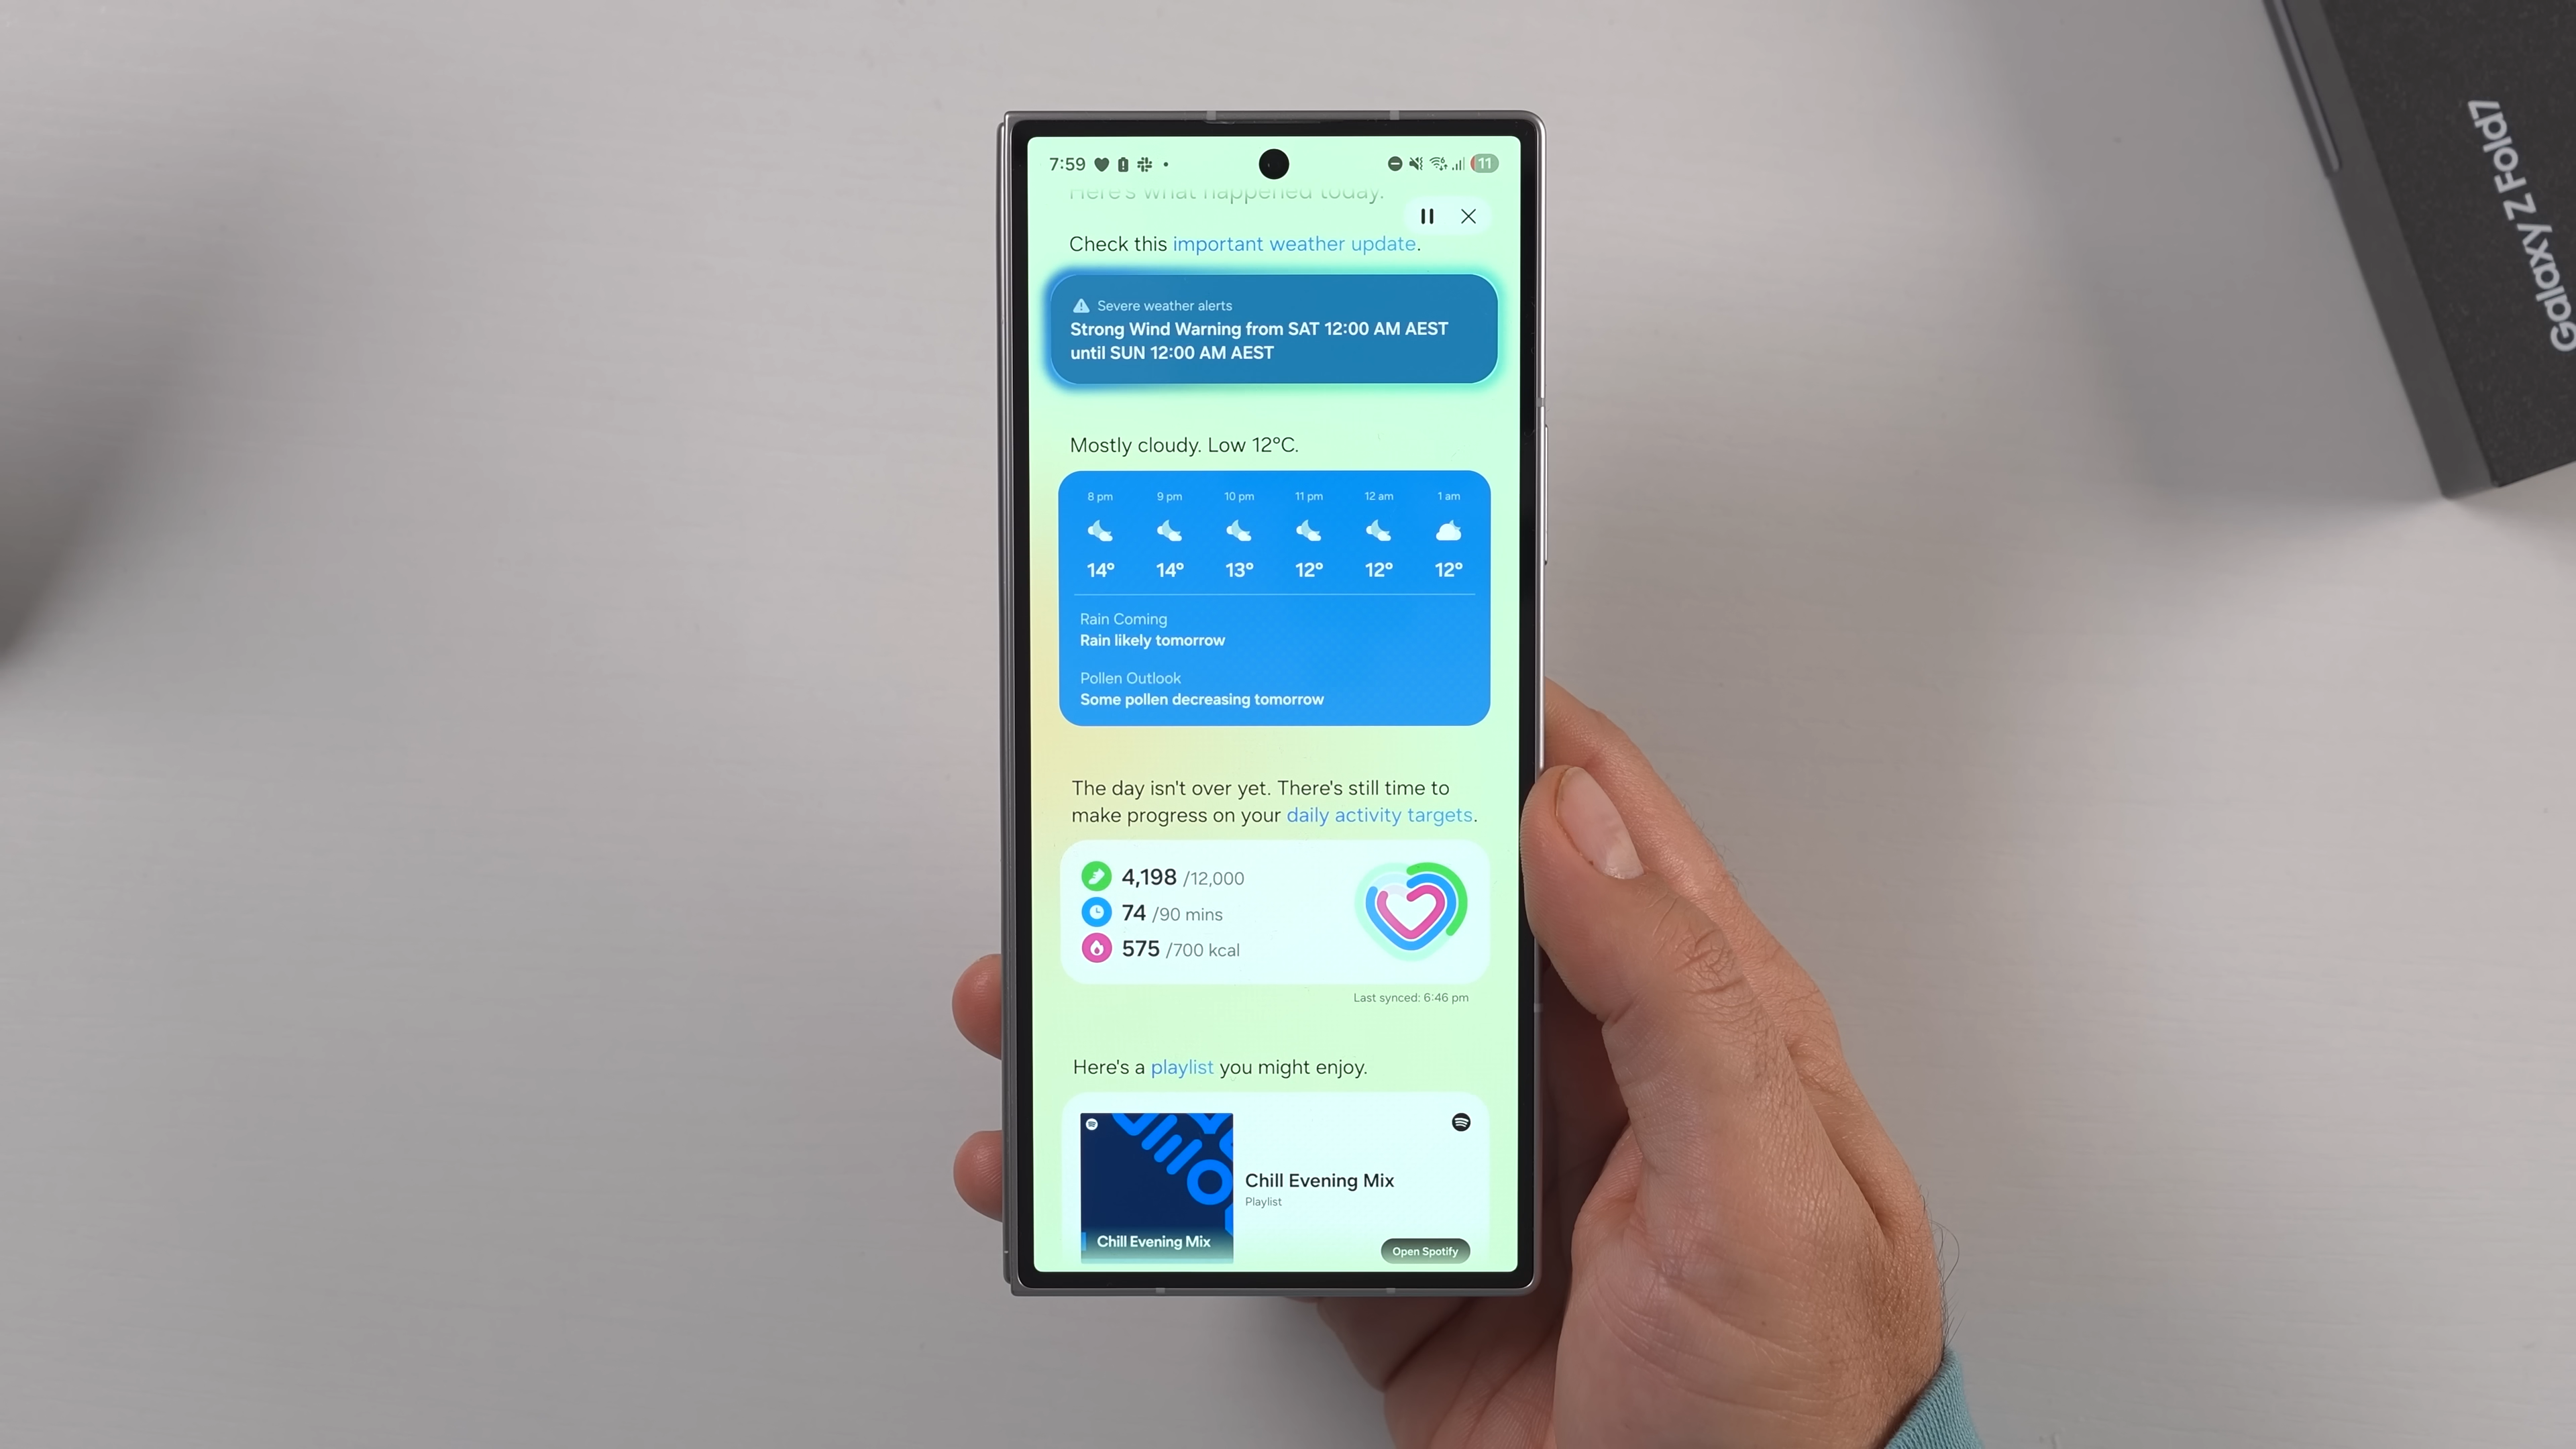 7:59
11
Here's what happened today.
Check this important weather update.
Severe weather alerts
Strong Wind Warning from SAT 12:00 AM AEST
until SUN 12:00 AM AEST
Mostly cloudy. Low 12°C.
8 pm 9 pm 10 pm 11 pm 12 am 1 am
14° 14° 13° 12° 12° 12°
Rain Coming
Rain likely tomorrow
Pollen Outlook
Some pollen decreasing tomorrow
The day isn't over yet. There's still time to
make progress on your daily activity targets.
4,198 /12,000
74 /90 mins
575 /700 kcal
Last synced: 6:46 pm
Here's a playlist you might enjoy.
Chill Evening Mix
Playlist
Chill Evening Mix
Open Spotify
Galaxy Z Fold7